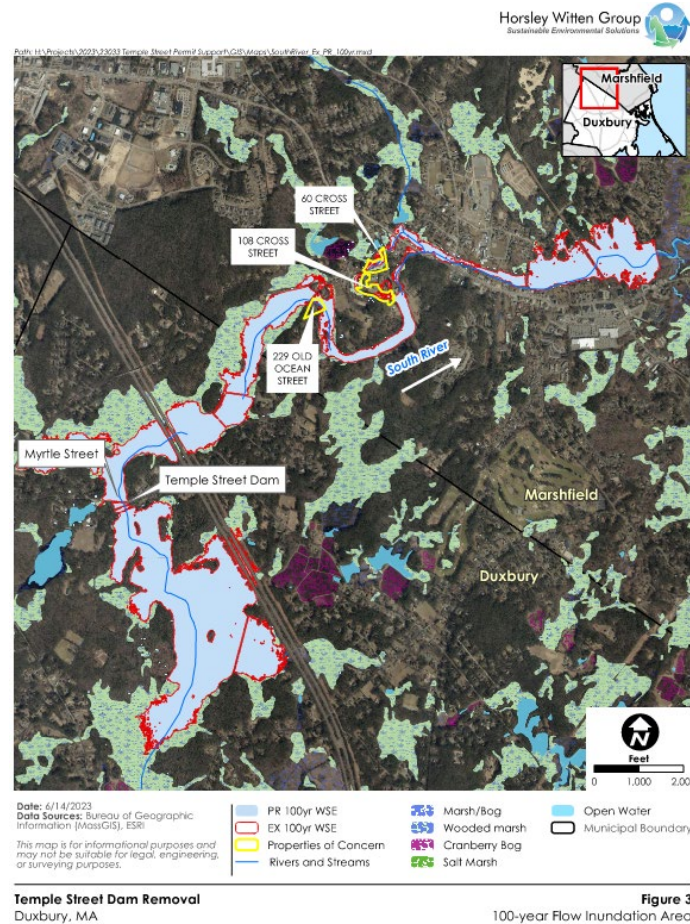 Horsley Witten Group
Sustainable Environmental Solutions
Path: H:\Projects\2023\23033 Temple Street Permit Support\GIS\Maps\SouthRiver_Ex_PR_100yr.mxd
Marshfield
Duxbury
60 CROSS
STREET
108 CROSS
STREET
229 OLD
OCEAN
STREET
South River
Myrtle Street
Temple Street Dam
Marshfield
Duxbury
N
Feet
0 1,000 2,00
Date: 6/14/2023
Data Sources: Bureau of Geographic
Information (MassGIS), ESRI
This map is for informational purposes and
may not be suitable for legal, engineering,
or surveying purposes.
PR 100yr WSE
EX 100yr WSE
Properties of Concern
Rivers and Streams
Marsh/Bog
Wooded marsh
Cranberry Bog
Salt Marsh
Open Water
Municipal Boundary
Temple Street Dam Removal
Duxbury, MA
Figure 3
100-year Flow Inundation Area